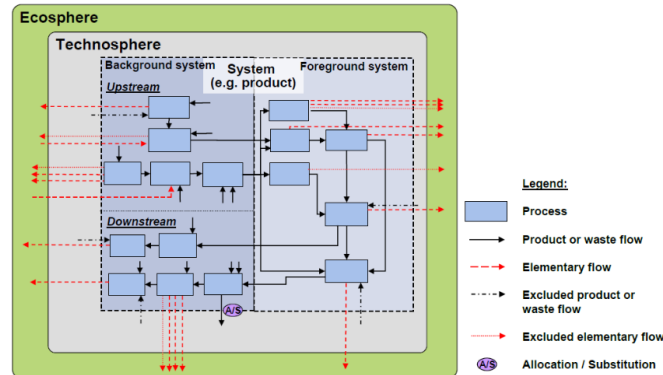 Ecosphere
Technosphere
Background system
System
(e.g. product)
Foreground system
Upstream
Downstream
A/S
Legend:
Process
Product or waste flow
Elementary flow
Excluded product or
waste flow
Excluded elementary flow
A/S
Allocation / Substitution